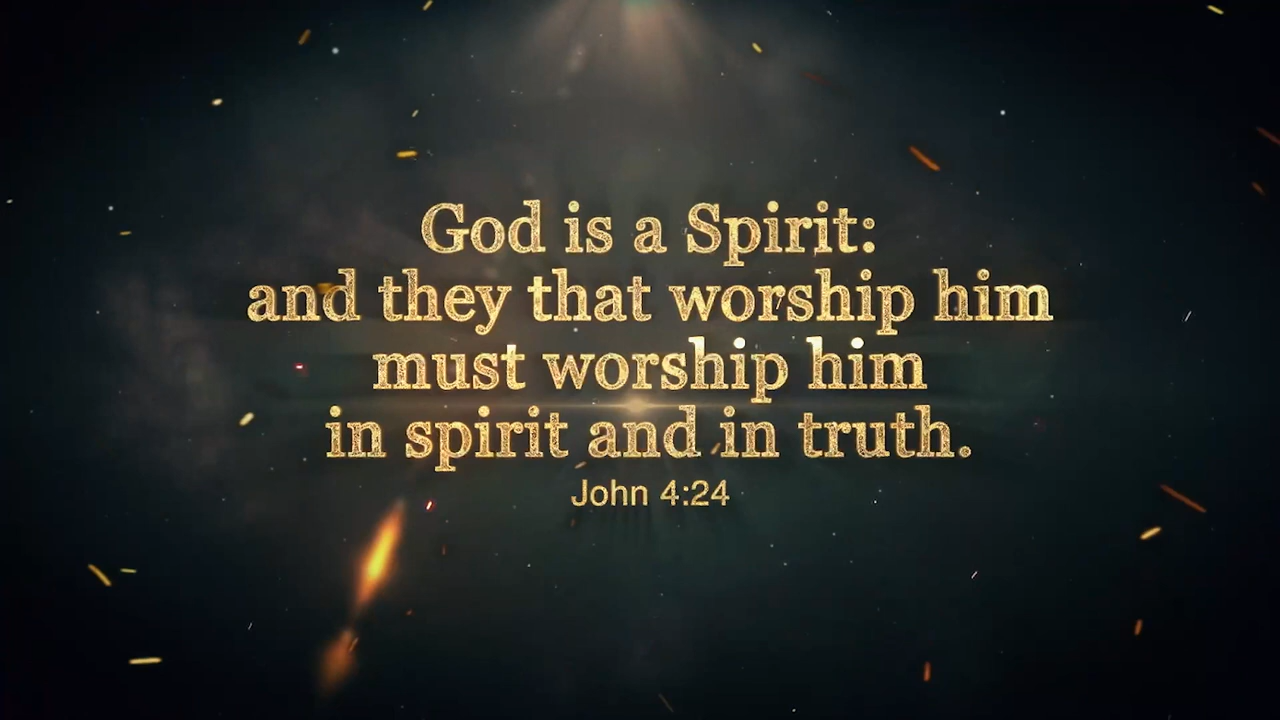 God is a Spirit:
and they that worship him
must worship him
in spirit and in truth.
John 4:24